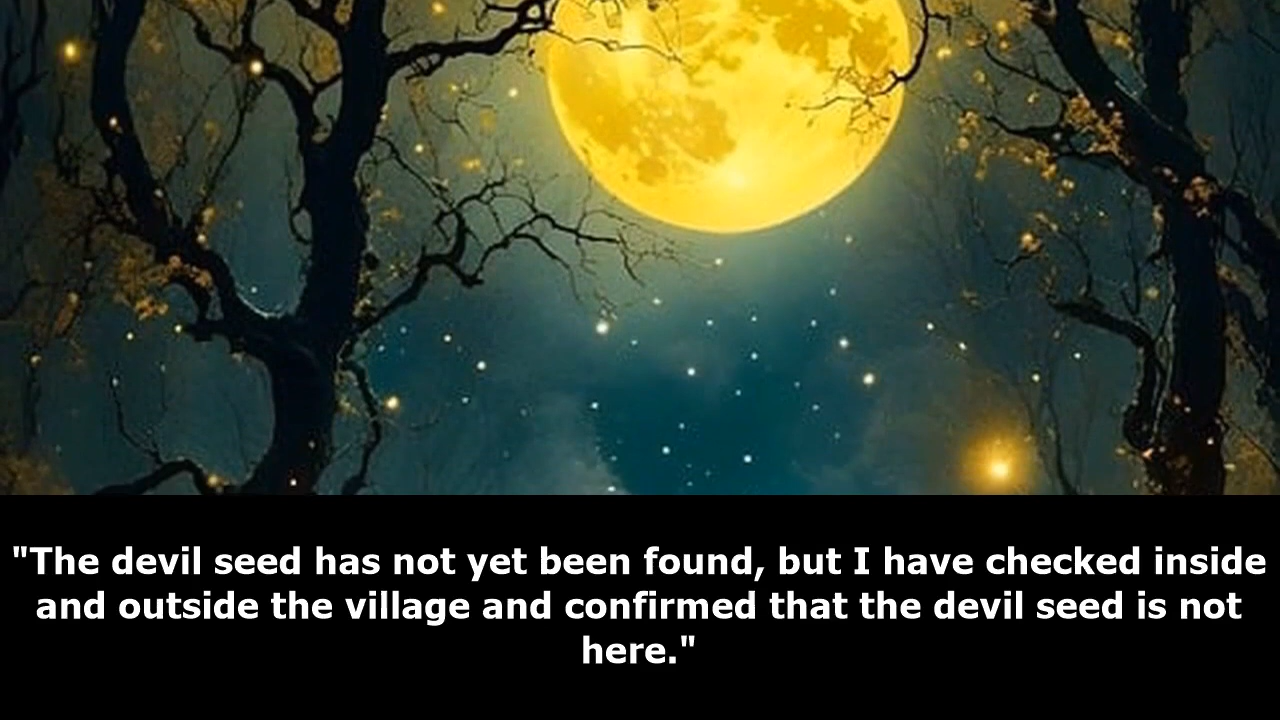 "The devil seed has not yet been found, but I have checked inside
and outside the village and confirmed that the devil seed is not
here."